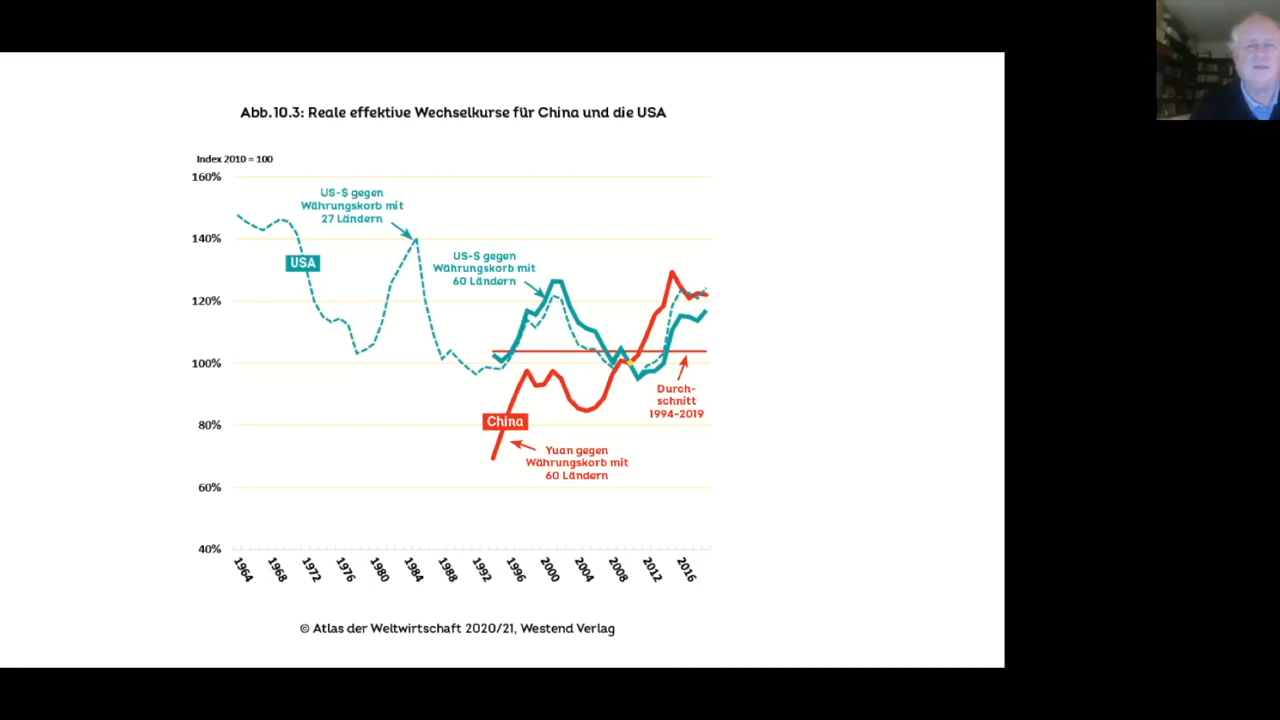 Abb.10.3: Reale effektive Wechselkurse für China und die USA
Index 2010 = 100
160%
140%
120%
100%
80%
60%
40%
US-$ gegen
Währungskorb mit
27 Ländern
USA
US-$ gegen
Währungskorb mit
60 Ländern
Durch-
schnitt
1994-2019
China
Yuan gegen
Währungskorb mit
60 Ländern
1964
1968
1972
1976
1980
1984
1988
1992
1996
2000
2004
2008
2012
2016
© Atlas der Weltwirtschaft 2020/21, Westend Verlag